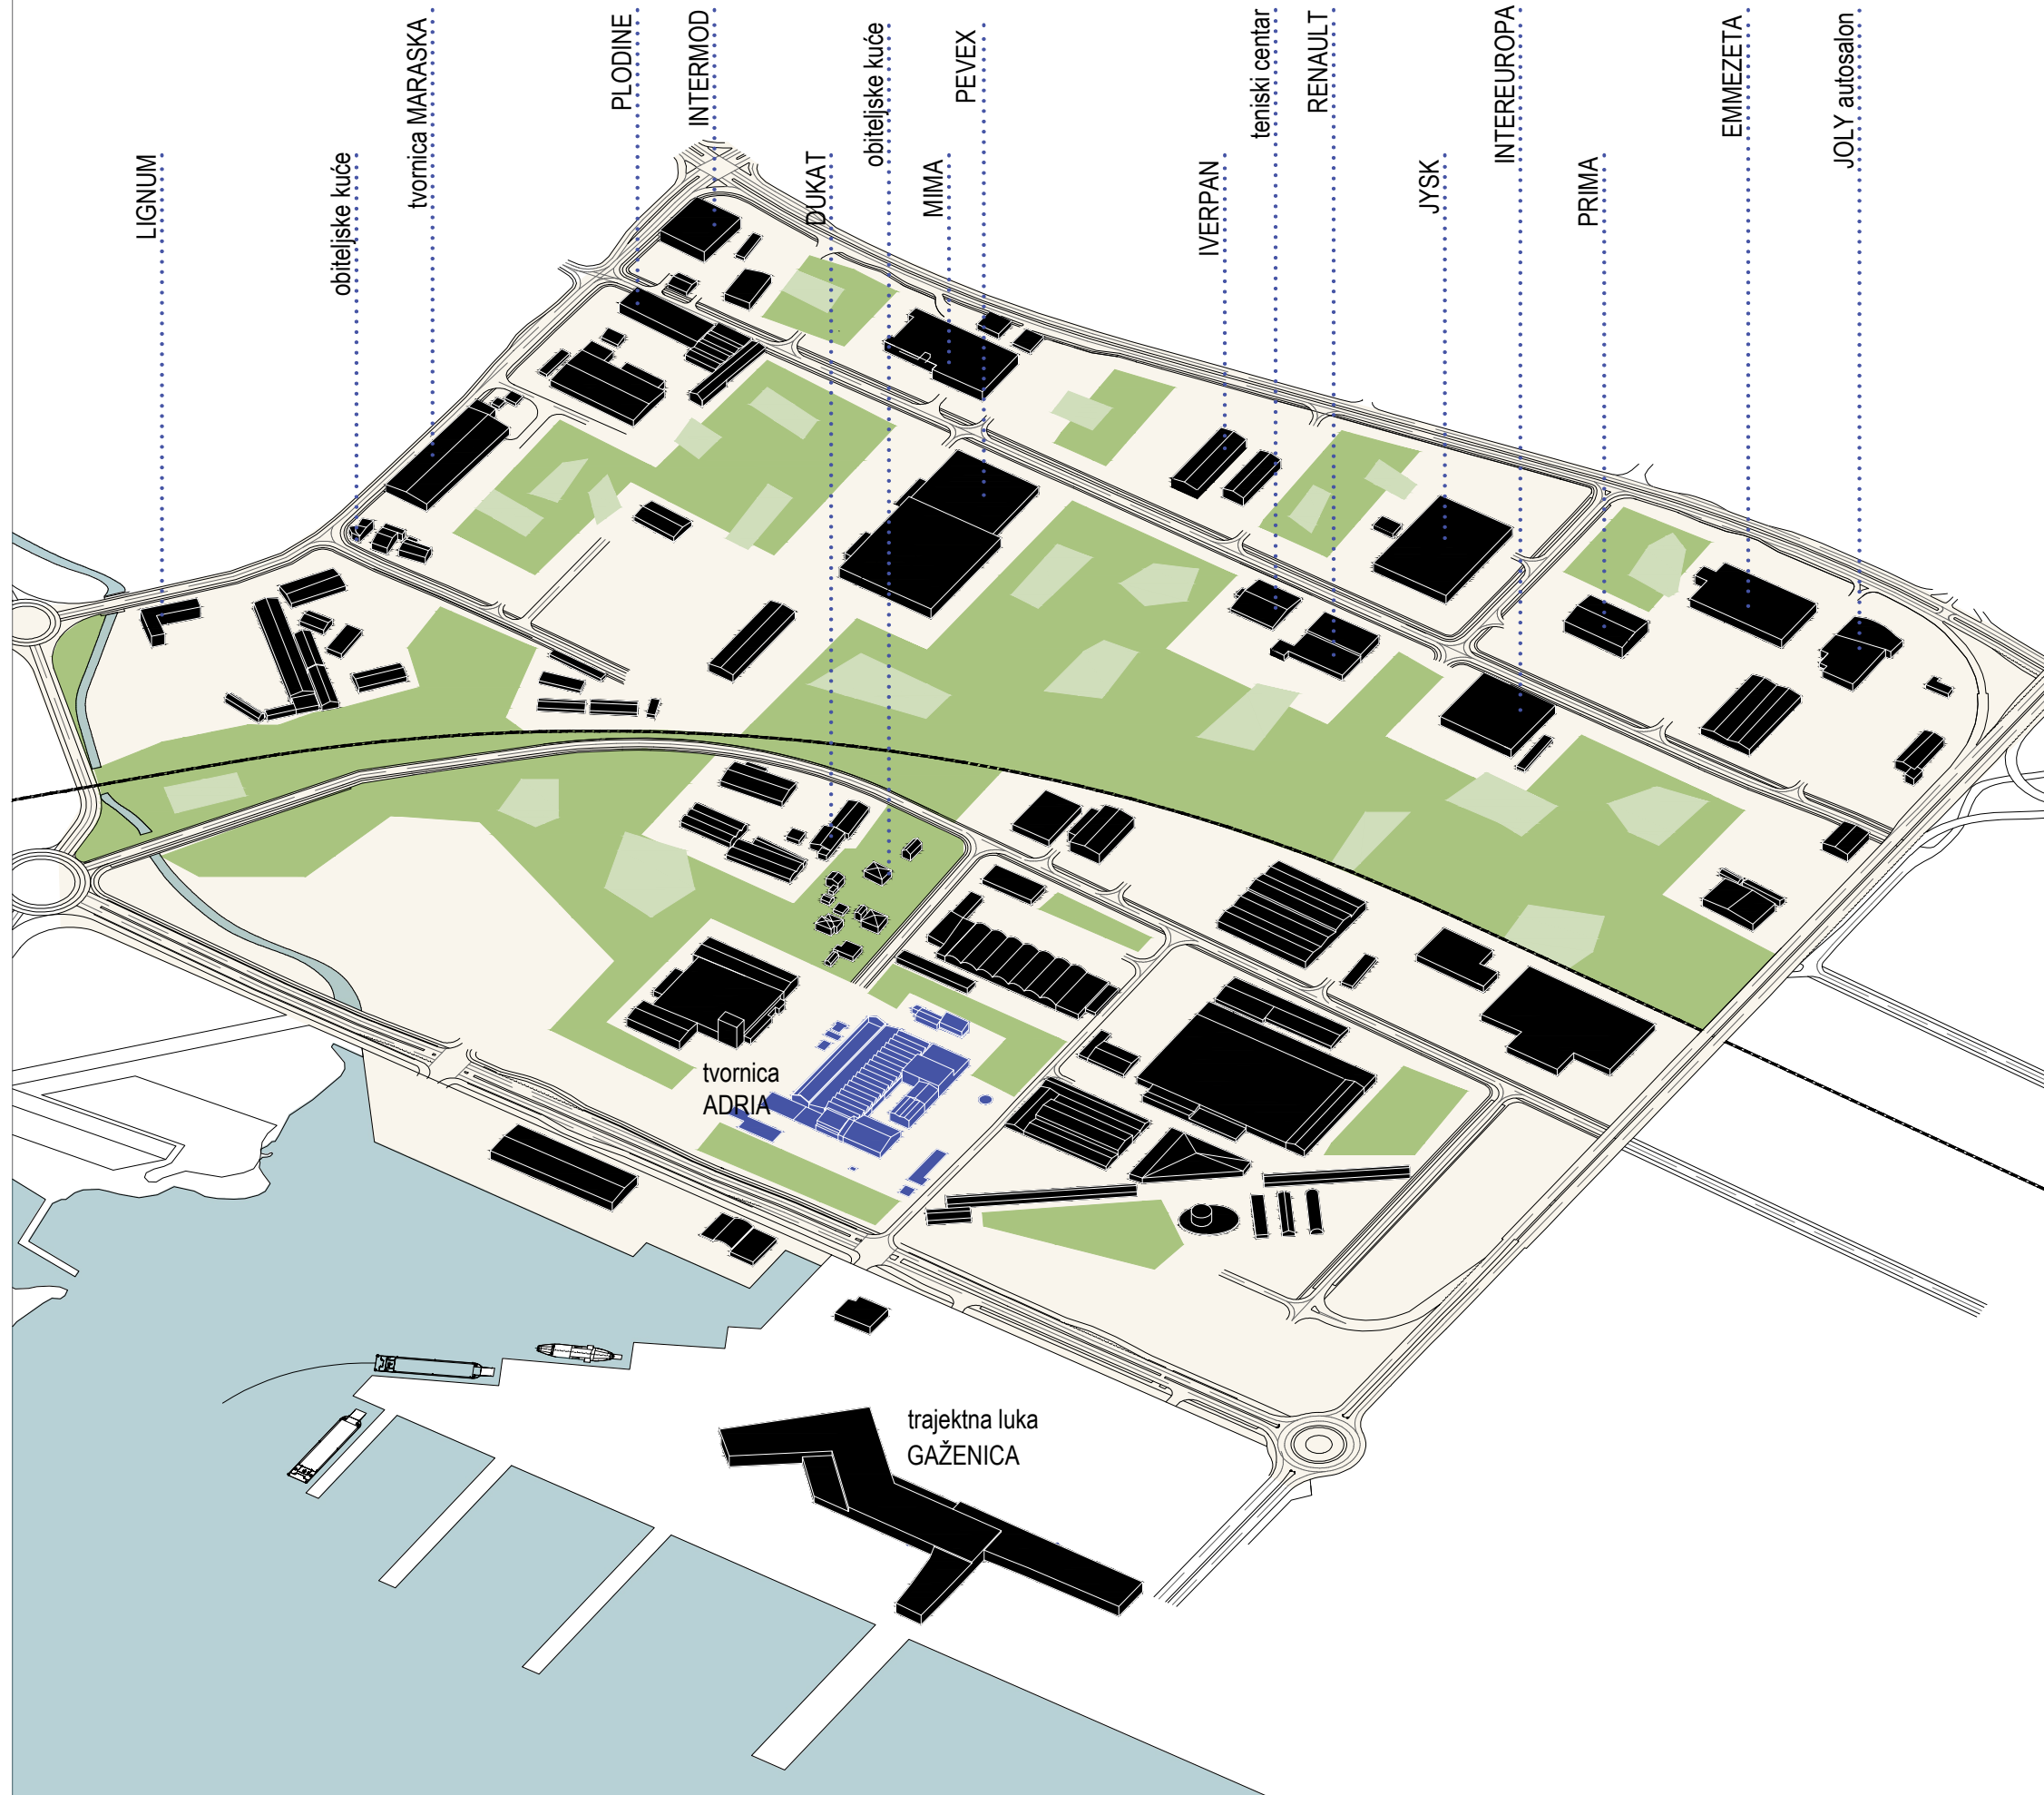 LIGNUM
obiteljske kuće
tvornica MARASKA
PLODINE
INTERMOD
DUKAT
obiteljske kuće
MIMA
PEVEX
IVERPAN
teniski centar
RENAULT
JYSK
INTEREUROPA
PRIMA
EMMEZETA
JOLY autosalon
tvornica
ADRIA
trajektna luka
GAŽENICA